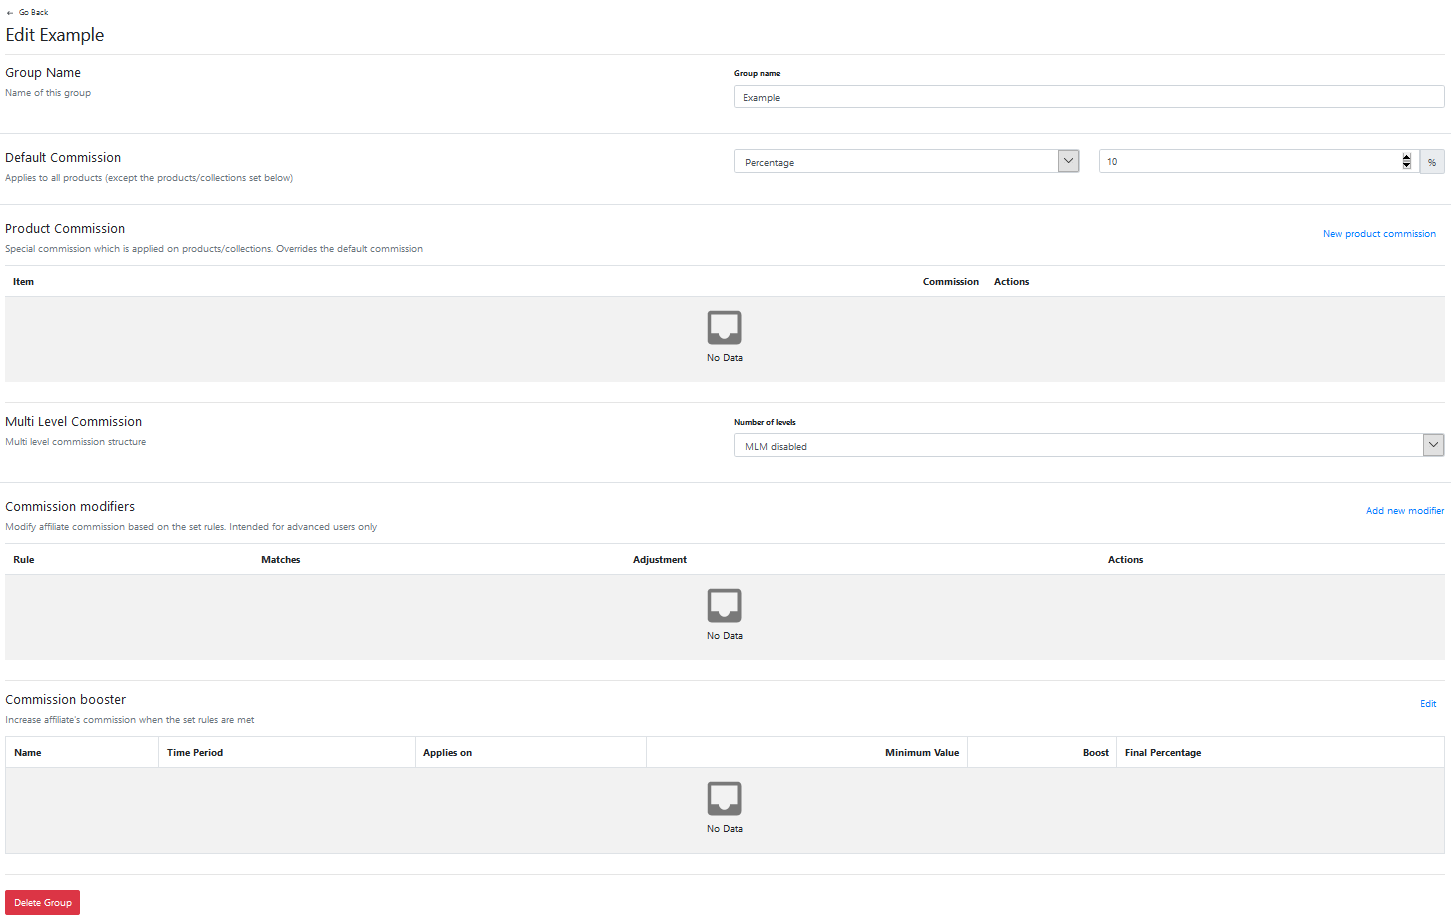 ← Go Back
Edit Example
Group Name
Name of this group
Group name
Example
Default Commission
Applies to all products (except the products/collections set below)
Percentage
10
%
Product Commission
Special commission which is applied on products/collections. Overrides the default commission
New product commission
Item Commission Actions
No Data
Multi Level Commission
Multi level commission structure
Number of levels
MLM disabled
Commission modifiers
Modify affiliate commission based on the set rules. Intended for advanced users only
Add new modifier
Rule Matches Adjustment Actions
No Data
Commission booster
Increase affiliate's commission when the set rules are met
Edit
Name Time Period Applies on Minimum Value Boost Final Percentage
No Data
Delete Group